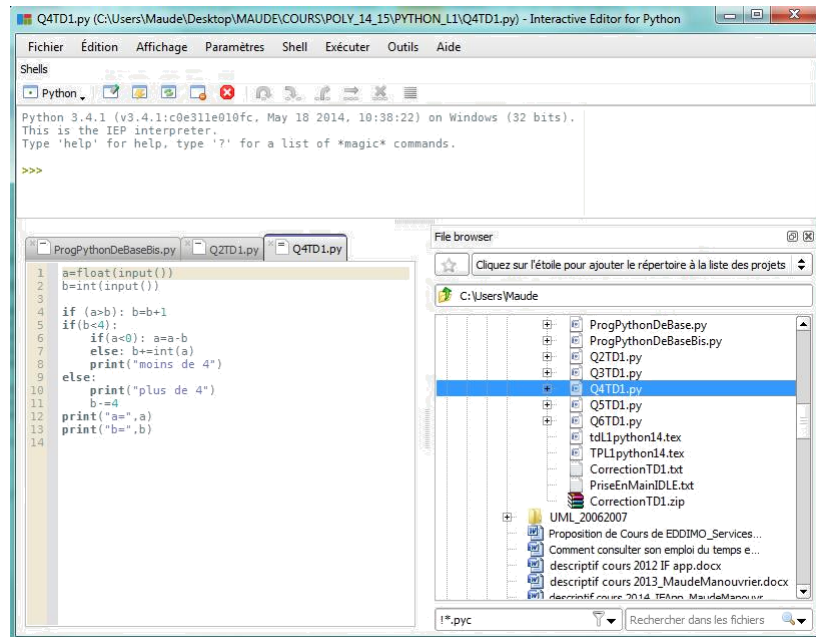 Q4TD1.py (C:\Users\Maude\Desktop\MAUDE\COURS\POLY_14_15\PYTHON_L1\Q4TD1.py) - Interactive Editor for Python
Fichier Édition Affichage Paramètres Shell Exécuter Outils Aide
Shells
Python
Python 3.4.1 (v3.4.1:c0e311e010fc, May 18 2014, 10:38:22) on Windows (32 bits).
This is the IEP interpreter.
Type 'help' for help, type '?' for a list of *magic* commands.
>>>
ProgPythonDeBaseBis.py Q2TD1.py Q4TD1.py
1 a=float(input())
2 b=int(input())
3
4 if (a>b): b=b+1
5 if(b<4):
6     if(a<0): a=a-b
7     else: b+=int(a)
8     print("moins de 4")
9 else:
10     print("plus de 4")
11     b-=4
12 print("a=",a)
13 print("b=",b)
14
File browser
Cliquez sur l'étoile pour ajouter le répertoire à la liste des projets
C:\Users\Maude
ProgPythonDeBase.py
ProgPythonDeBaseBis.py
Q2TD1.py
Q3TD1.py
Q4TD1.py
Q5TD1.py
Q6TD1.py
tdL1python14.tex
TPL1python14.tex
CorrectionTD1.txt
PriseEnMainIDLE.txt
CorrectionTD1.zip
UML_20062007
Proposition de Cours de EDDIMO_Services...
Comment consulter son emploi du temps e...
descriptif cours 2012 IF app.docx
descriptif cours 2013_MaudeManouvrier.docx
descriptif cours 2014_IFApp_MaudeManouvr...
!*.pyc
Rechercher dans les fichiers